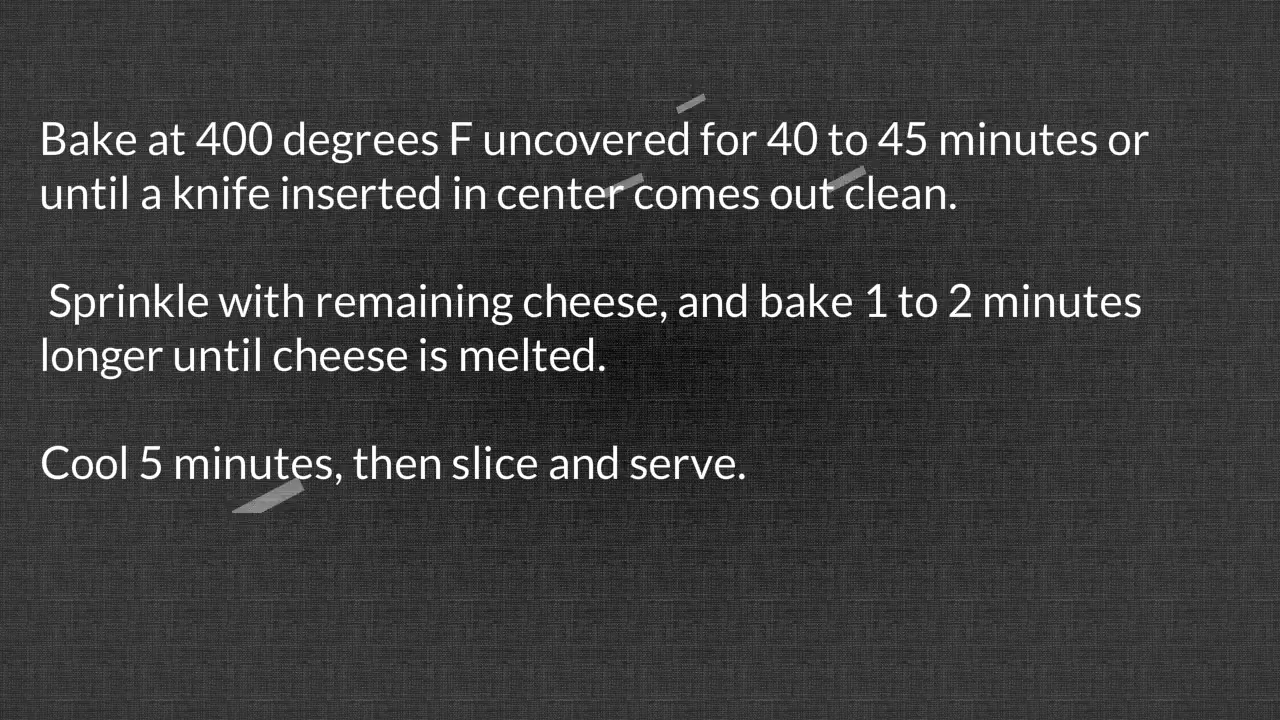 Bake at 400 degrees F uncovered for 40 to 45 minutes or
until a knife inserted in center comes out clean.
Sprinkle with remaining cheese, and bake 1 to 2 minutes
longer until cheese is melted.
Cool 5 minutes, then slice and serve.